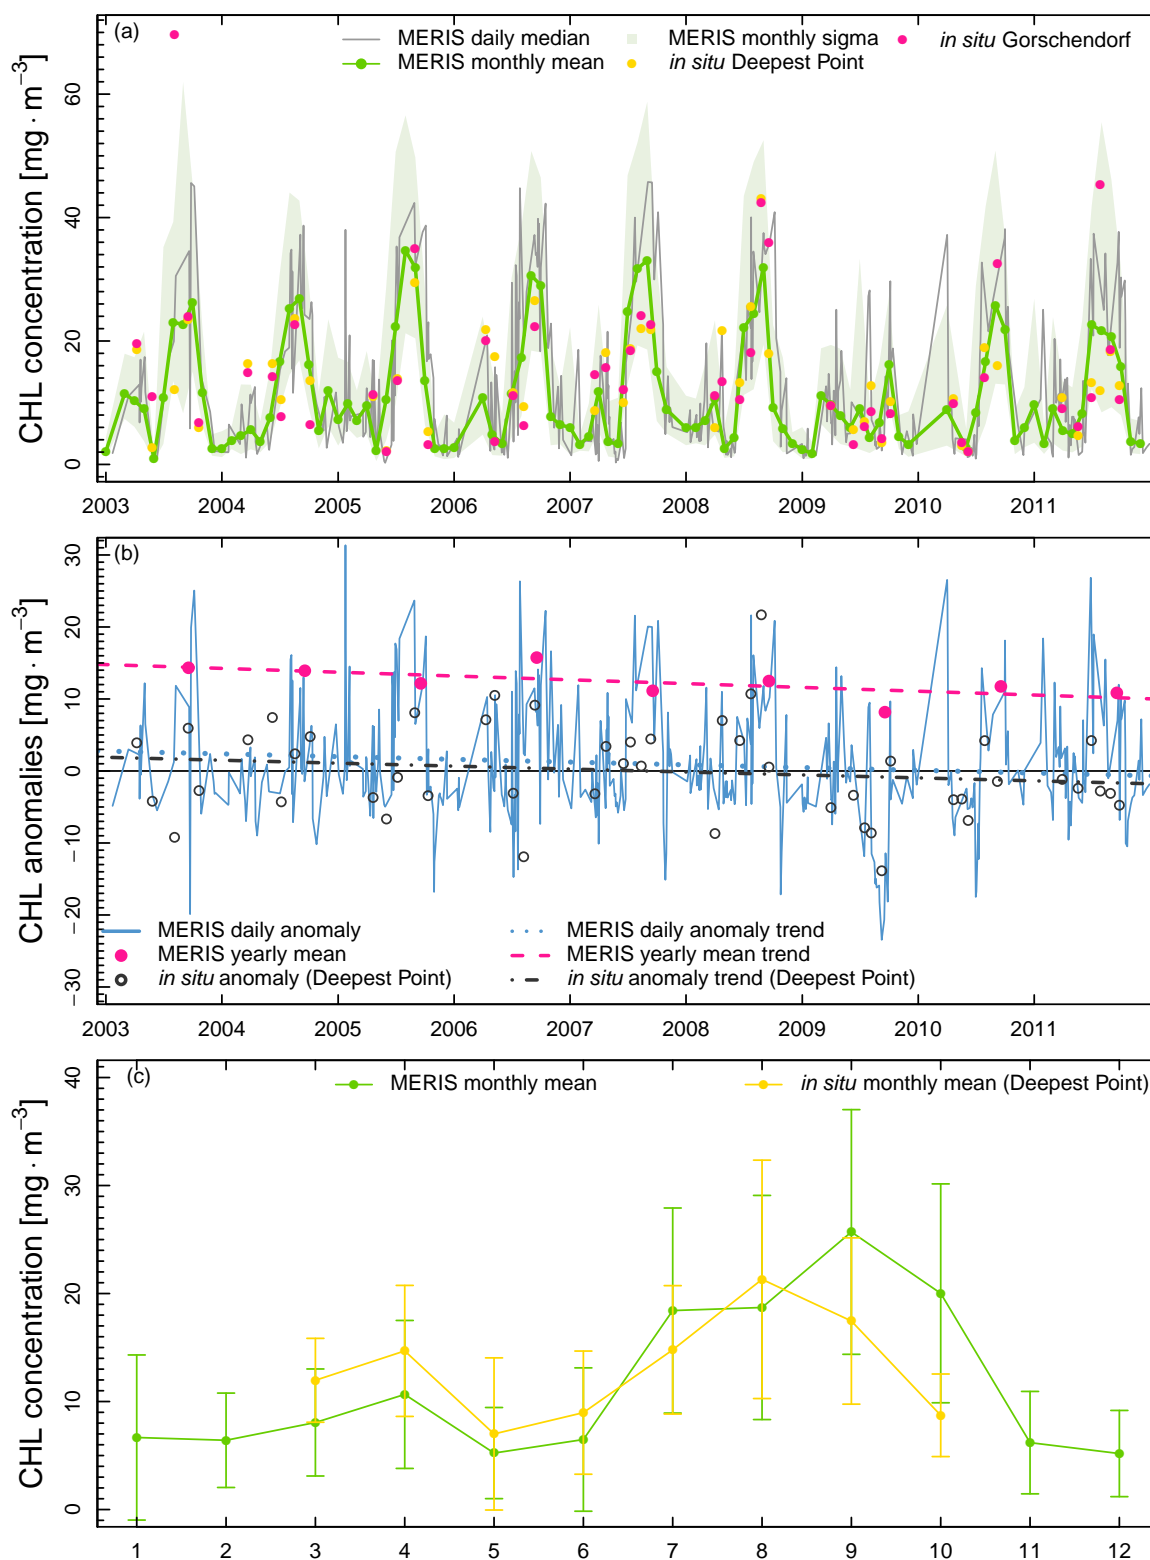 (a)
MERIS daily median
MERIS monthly mean
MERIS monthly sigma
in situ Deepest Point
in situ Gorschendorf
CHL concentration [mg · m⁻³]
60
40
20
0
2003 2004 2005 2006 2007 2008 2009 2010 2011
(b)
CHL anomalies [mg · m⁻³]
30
20
10
0
−10
−20
−30
MERIS daily anomaly
MERIS yearly mean
in situ anomaly (Deepest Point)
MERIS daily anomaly trend
MERIS yearly mean trend
in situ anomaly trend (Deepest Point)
2003 2004 2005 2006 2007 2008 2009 2010 2011
(c)
MERIS monthly mean
in situ monthly mean (Deepest Point)
CHL concentration [mg · m⁻³]
40
30
20
10
0
1 2 3 4 5 6 7 8 9 10 11 12